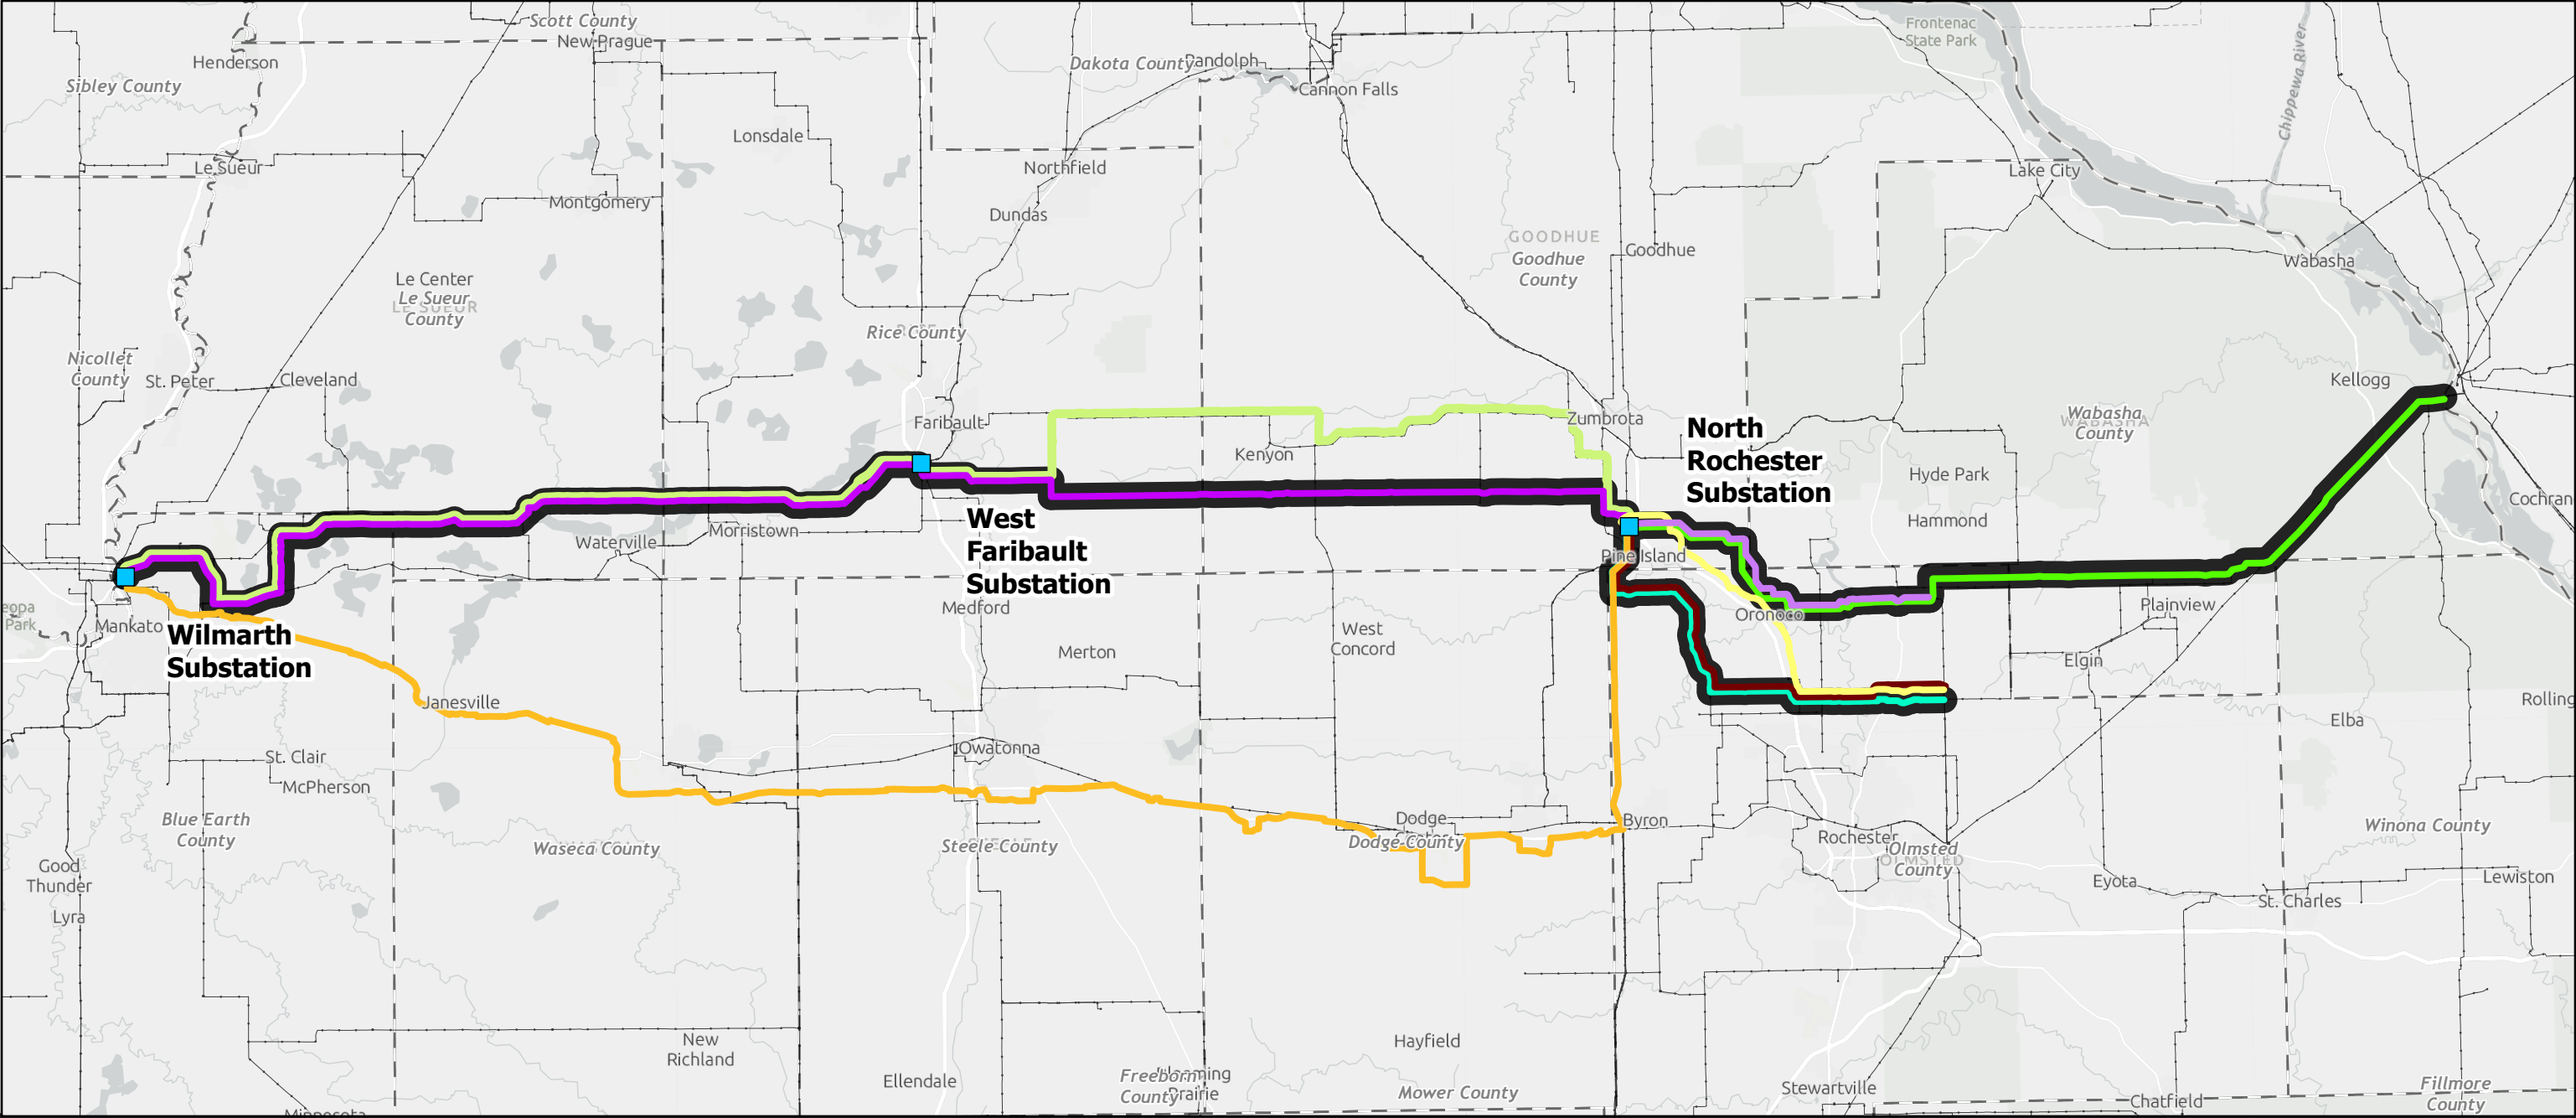 Scott County
New Prague
Henderson
Sibley County
Dakota County
Randolph
Cannon Falls
Frontenac
State Park
Chippewa River
Lonsdale
Le Sueur
Northfield
Lake City
Montgomery
Dundas
GOODHUE
Goodhue
County
Goodhue
Wabasha
Le Center
Le Sueur
LE SUEUR
County
Rice County
Nicollet
County
St. Peter
Cleveland
Kellogg
Faribault
Zumbrota
Wabasha
WABASHA
County
Kenyon
North
Rochester
Substation
Hyde Park
Hammond
Cochran
West
Faribault
Substation
Morristown
Waterville
Pine Island
Medford
Oronoco
Plainview
Park
Mankato
Wilmarth
Substation
West
Concord
Merton
Elgin
Janesville
Rolling
Elba
St. Clair
McPherson
Owatonna
Blue Earth
County
Waseca County
Steele County
Dodge
Dodge County
Byron
Rochester
Olmsted
OLMSTED
County
Winona County
Good
Thunder
Lyra
Eyota
Lewiston
St. Charles
New
Richland
Hayfield
Ellendale
Freeborn
County
Prairie
Mower County
Stewartville
Chatfield
Fillmore
County